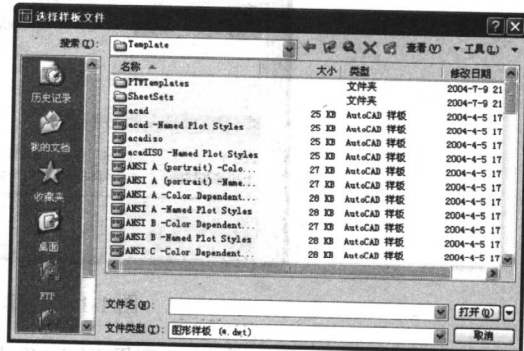 选择样板文件
搜索(I): Template 查看(V) 工具(L)
名称 大小 类型 修改日期
PTWTemplates 文件夹 2004-7-9 21
SheetSets 文件夹 2004-7-9 21
acad 25 KB AutoCAD 样板 2004-4-5 17
acad -Named Plot Styles 25 KB AutoCAD 样板 2004-4-5 17
acadiso 25 KB AutoCAD 样板 2004-4-5 17
acadISO -Named Plot Styles 25 KB AutoCAD 样板 2004-4-5 17
ANSI A (portrait) -Colo... 27 KB AutoCAD 样板 2004-4-5 17
ANSI A (portrait) -Name... 27 KB AutoCAD 样板 2004-4-5 17
ANSI A -Color Dependent... 28 KB AutoCAD 样板 2004-4-5 17
ANSI A -Named Plot Styles 28 KB AutoCAD 样板 2004-4-5 17
ANSI B -Color Dependent... 27 KB AutoCAD 样板 2004-4-5 17
ANSI B -Named Plot Styles 28 KB AutoCAD 样板 2004-4-5 17
ANSI C -Color Dependent... 28 KB AutoCAD 样板 2004-4-5 17
历史记录
我的文档
收藏夹
桌面
FTP
文件名(N): 打开(O)
文件类型(T): 图形样板 (*.dwt) 取消